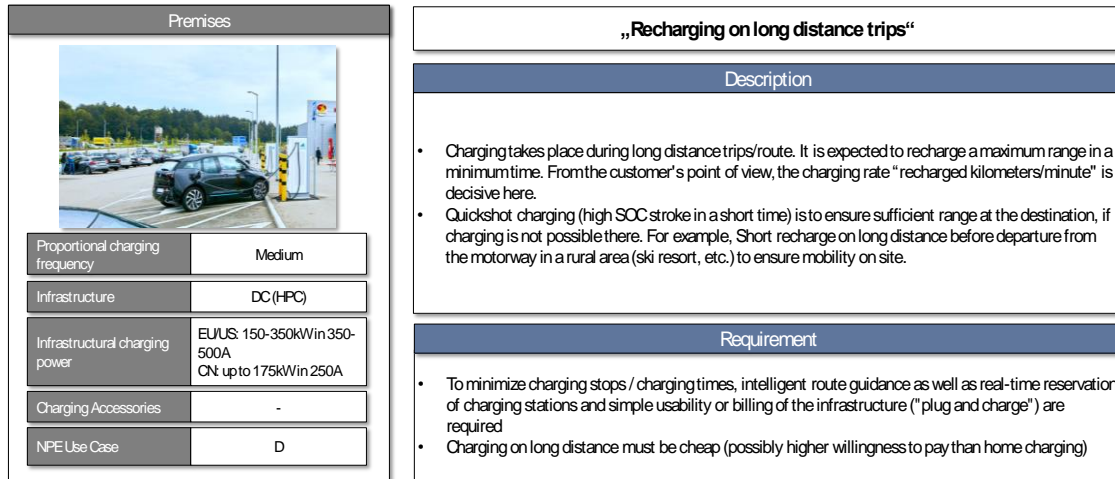 Premises
Proportional charging
frequency
Medium
Infrastructure
DC (HPC)
Infrastructural charging
power
EU/US: 150-350kW in 350-
500A
CN: up to 175kW in 250A
Charging Accessories
-
NPE Use Case
D
„Recharging on long distance trips“
Description
• Charging takes place during long distance trips/route. It is expected to recharge a maximum range in a
minimum time. From the customer's point of view, the charging rate “recharged kilometers/minute" is
decisive here.
• Quickshot charging (high SOC stroke in a short time) is to ensure sufficient range at the destination, if
charging is not possible there. For example, Short recharge on long distance before departure from
the motorway in a rural area (ski resort, etc.) to ensure mobility on site.
Requirement
• To minimize charging stops / charging times, intelligent route guidance as well as real-time reservation
of charging stations and simple usability or billing of the infrastructure ("plug and charge") are
required
• Charging on long distance must be cheap (possibly higher willingness to pay than home charging)